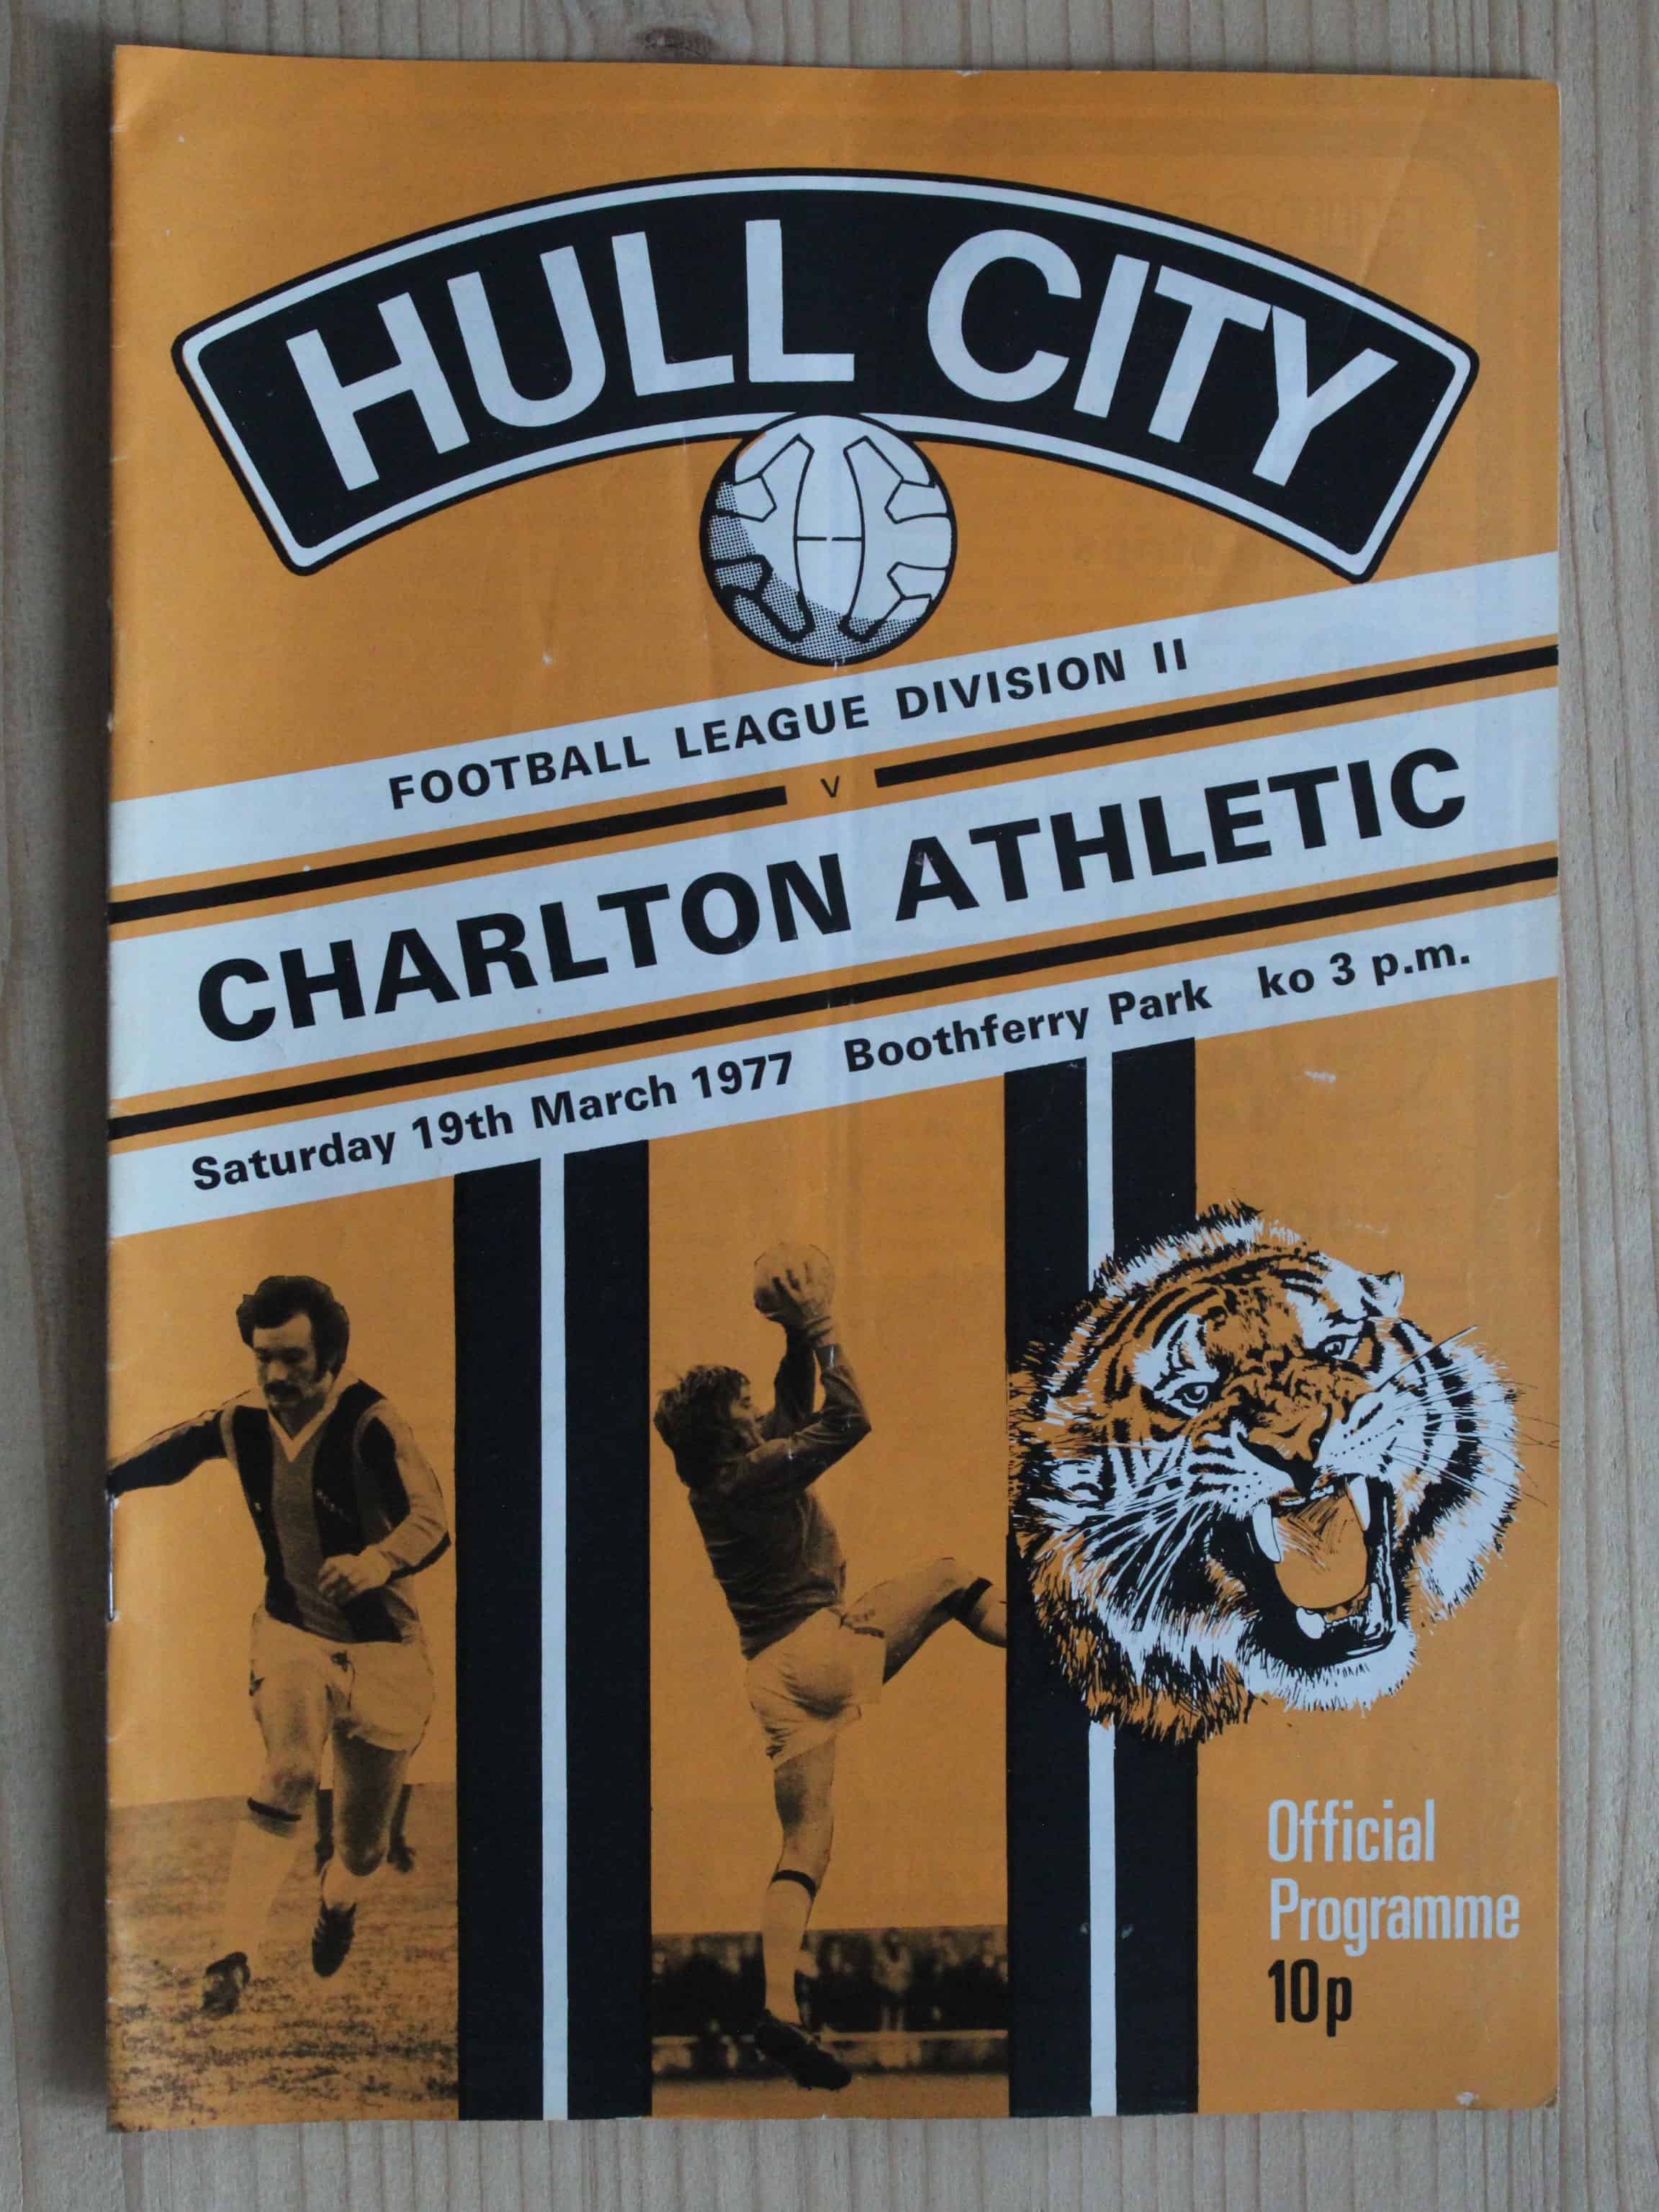 HULL CITY
FOOTBALL LEAGUE DIVISION II
v
CHARLTON ATHLETIC
Saturday 19th March 1977 Boothferry Park ko 3 p.m.
Official
Programme
10p